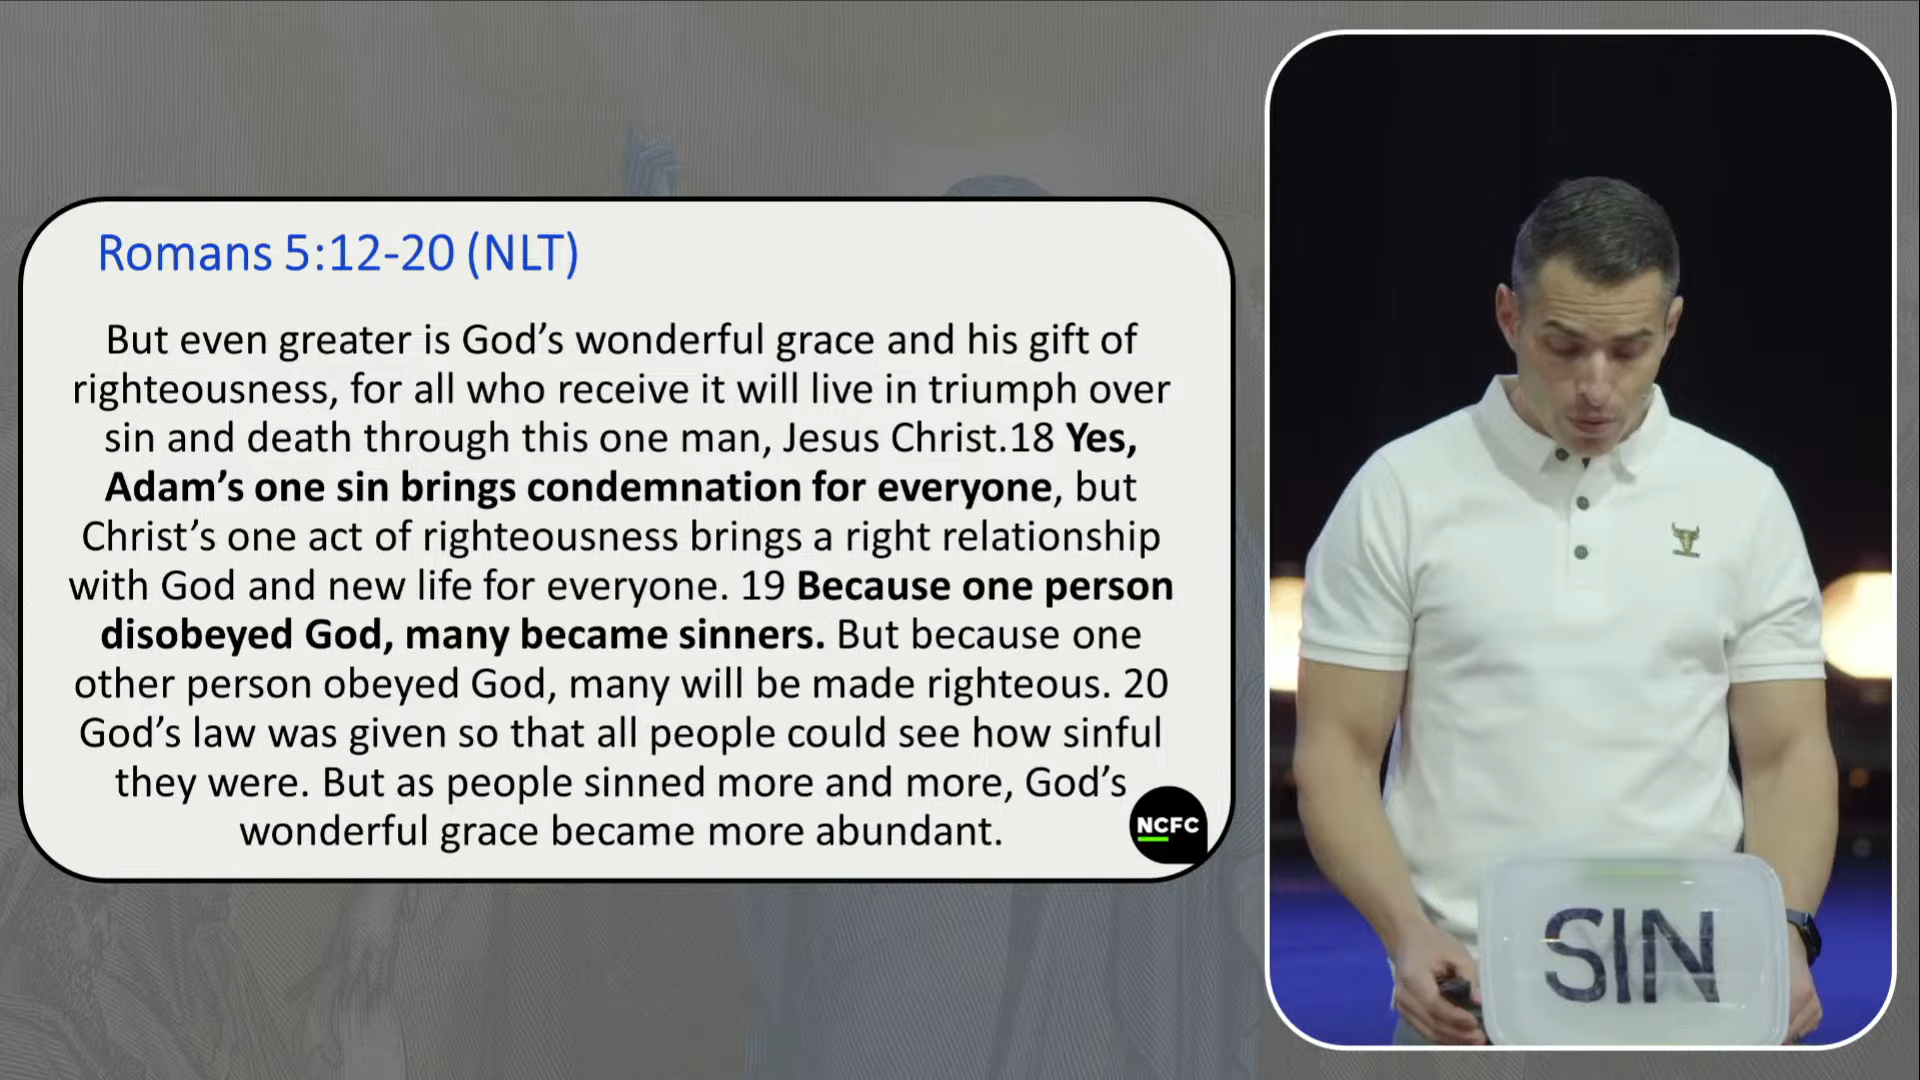 Romans 5:12-20 (NLT)
But even greater is God’s wonderful grace and his gift of
righteousness, for all who receive it will live in triumph over
sin and death through this one man, Jesus Christ.18 Yes,
Adam’s one sin brings condemnation for everyone, but
Christ’s one act of righteousness brings a right relationship
with God and new life for everyone. 19 Because one person
disobeyed God, many became sinners. But because one
other person obeyed God, many will be made righteous. 20
God’s law was given so that all people could see how sinful
they were. But as people sinned more and more, God’s
wonderful grace became more abundant.
NCFC
SIN